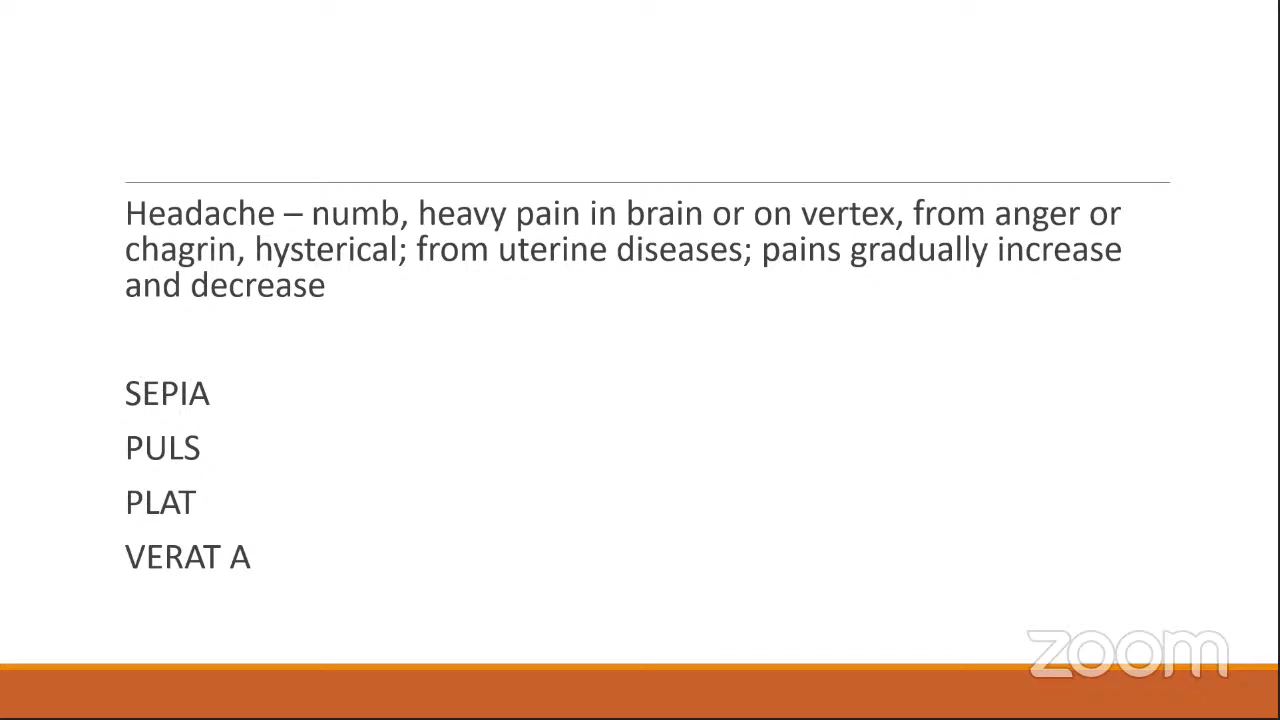 Headache – numb, heavy pain in brain or on vertex, from anger or
chagrin, hysterical; from uterine diseases; pains gradually increase
and decrease
SEPIA
PULS
PLAT
VERAT A
zoom